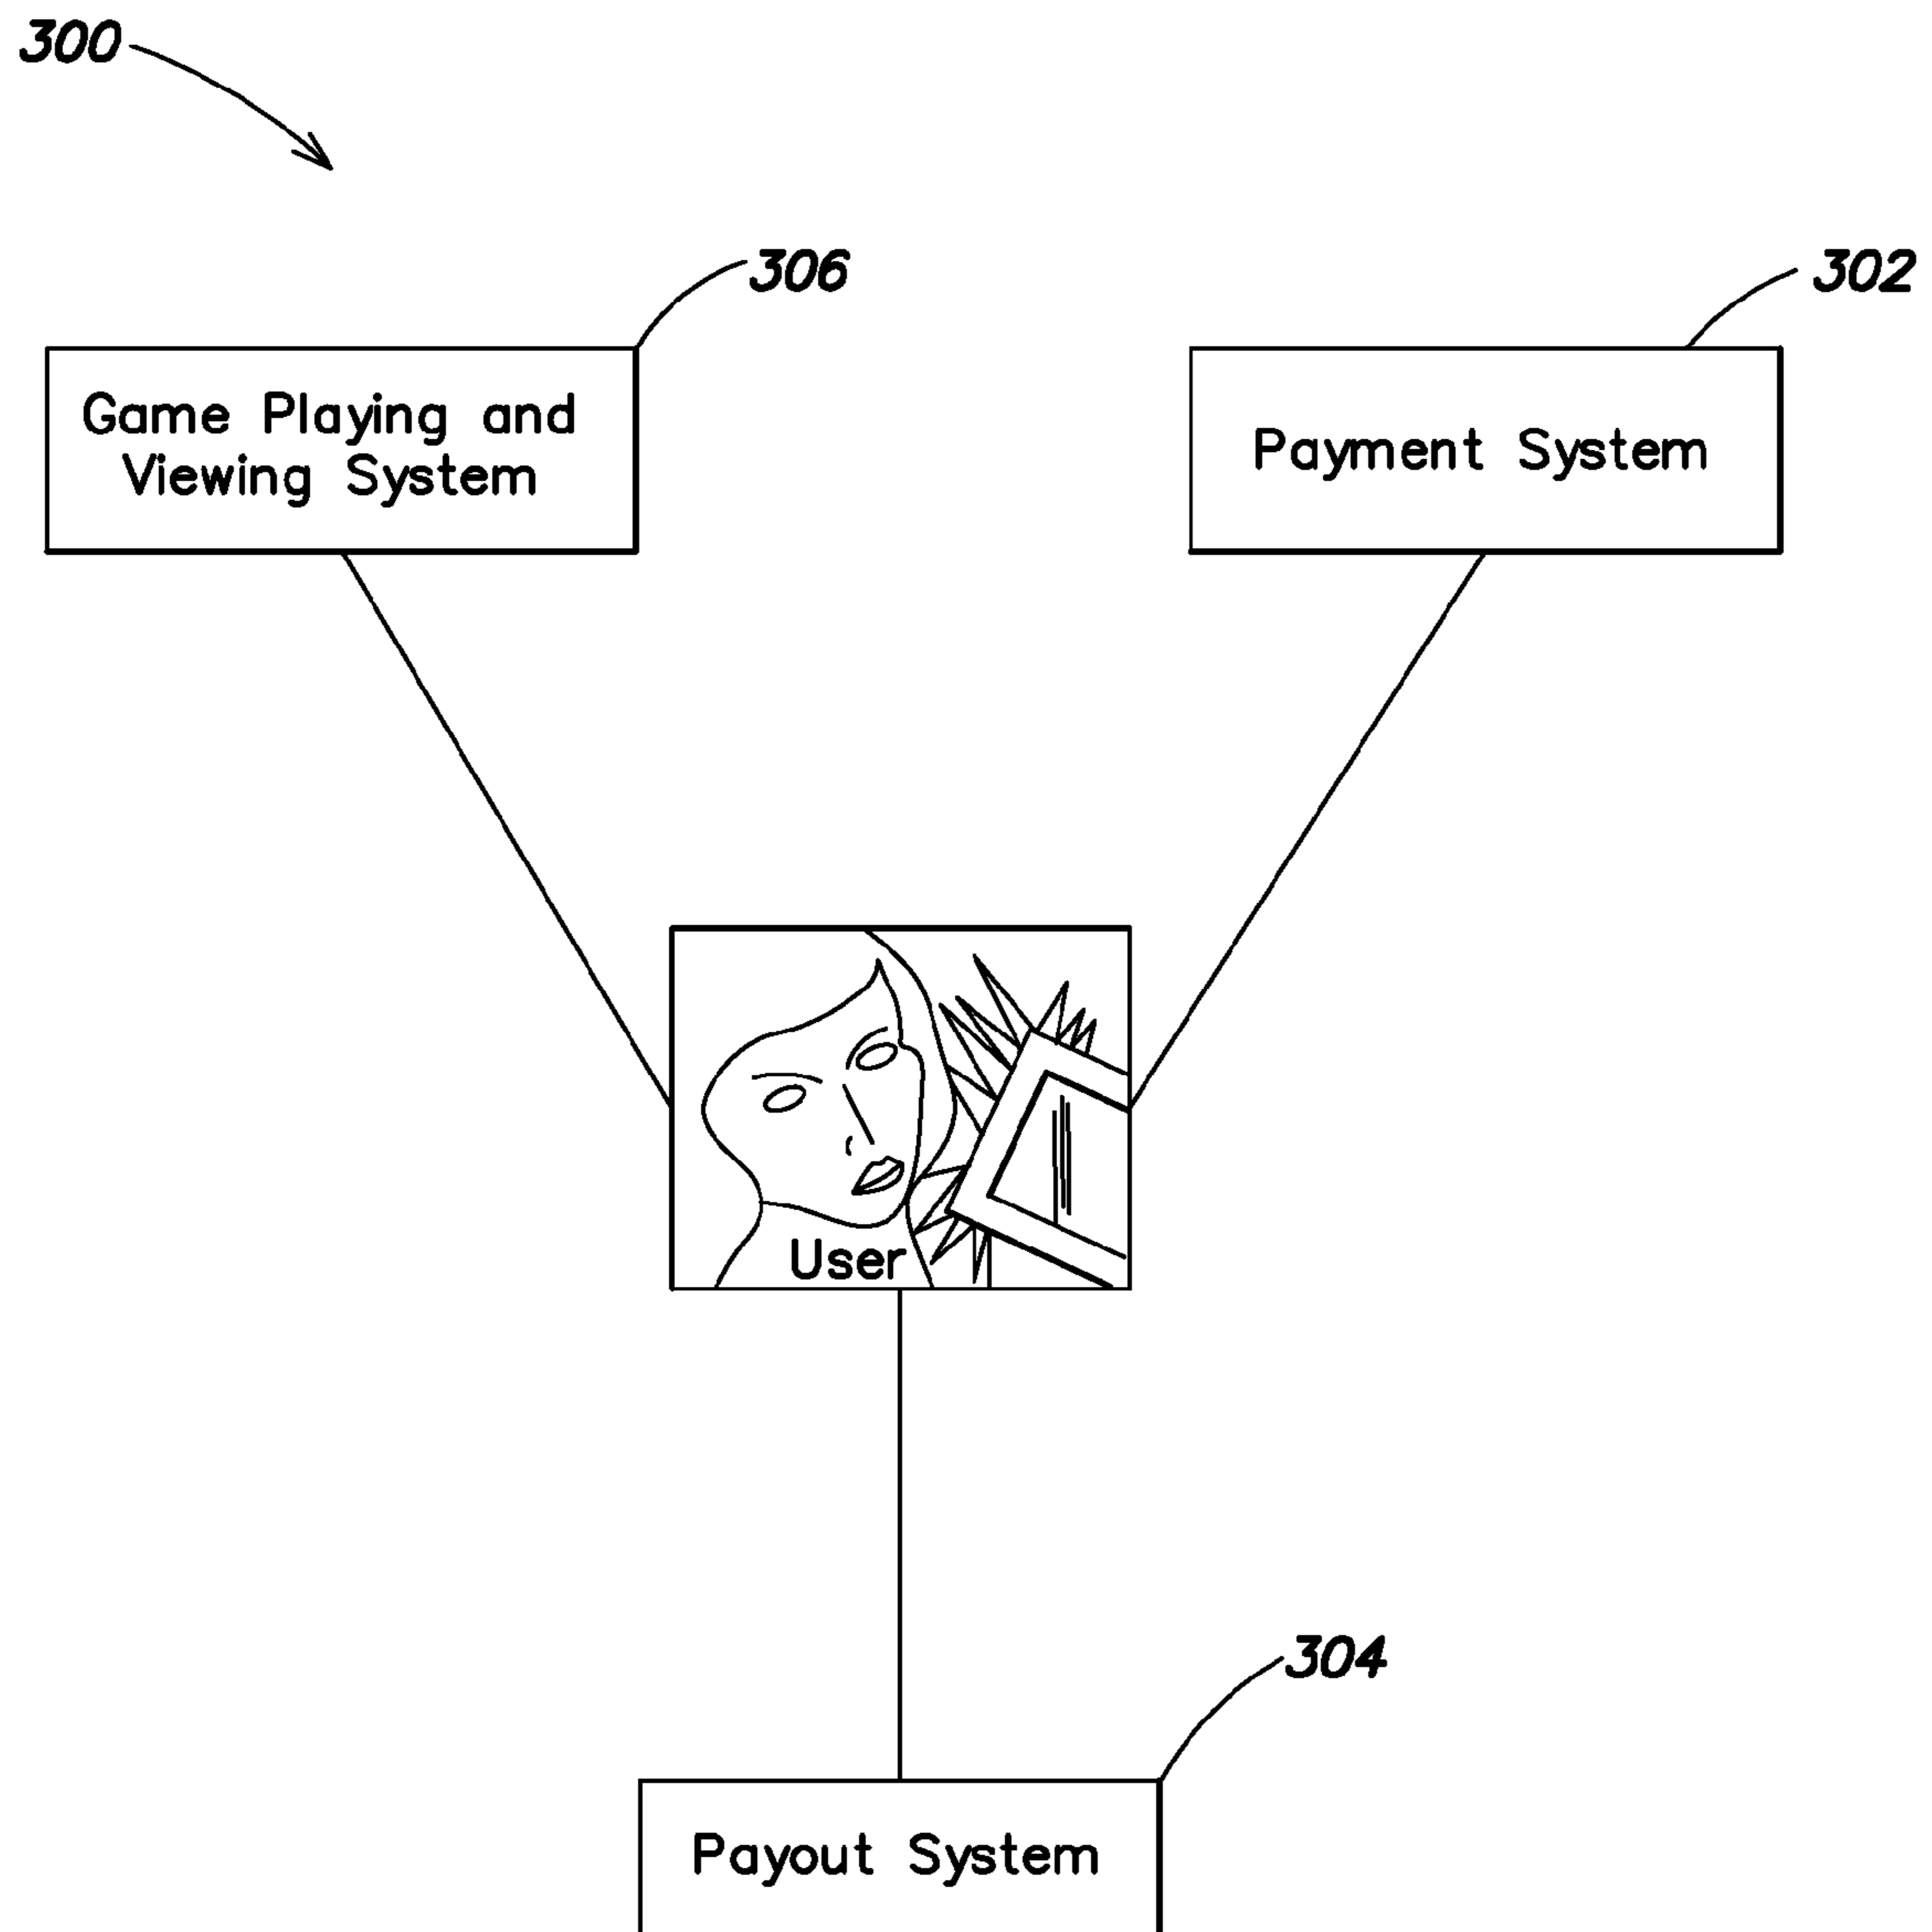 300
306
302
Game Playing and
Viewing System
Payment System
User
304
Payout System